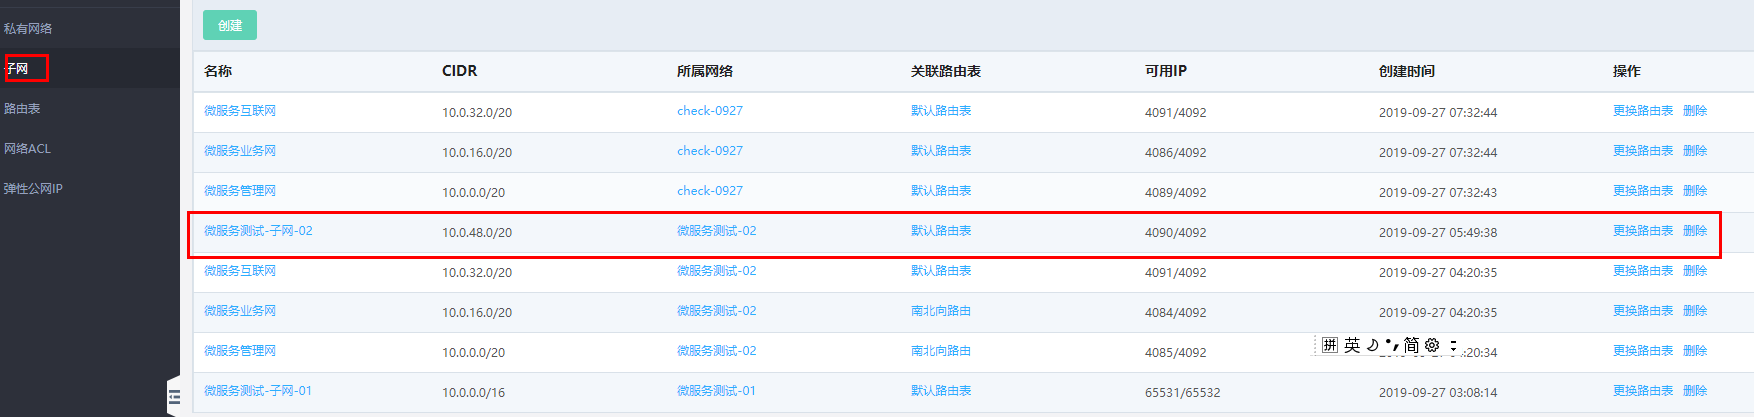 创建
私有网络
子网
路由表
网络ACL
弹性公网IP
名称 CIDR 所属网络 关联路由表 可用IP 创建时间 操作
微服务互联网 10.0.32.0/20 check-0927 默认路由表 4091/4092 2019-09-27 07:32:44 更换路由表 删除
微服务业务网 10.0.16.0/20 check-0927 默认路由表 4086/4092 2019-09-27 07:32:44 更换路由表 删除
微服务管理网 10.0.0.0/20 check-0927 默认路由表 4089/4092 2019-09-27 07:32:43 更换路由表 删除
微服务测试-子网-02 10.0.48.0/20 微服务测试-02 默认路由表 4090/4092 2019-09-27 05:49:38 更换路由表 删除
微服务互联网 10.0.32.0/20 微服务测试-02 默认路由表 4091/4092 2019-09-27 04:20:35 更换路由表 删除
微服务业务网 10.0.16.0/20 微服务测试-02 南北向路由 4084/4092 2019-09-27 04:20:35 更换路由表 删除
拼 英 简
微服务管理网 10.0.0.0/20 微服务测试-02 南北向路由 4085/4092 :20:34 更换路由表 删除
微服务测试-子网-01 10.0.0.0/16 微服务测试-01 默认路由表 65531/65532 2019-09-27 03:08:14 更换路由表 删除